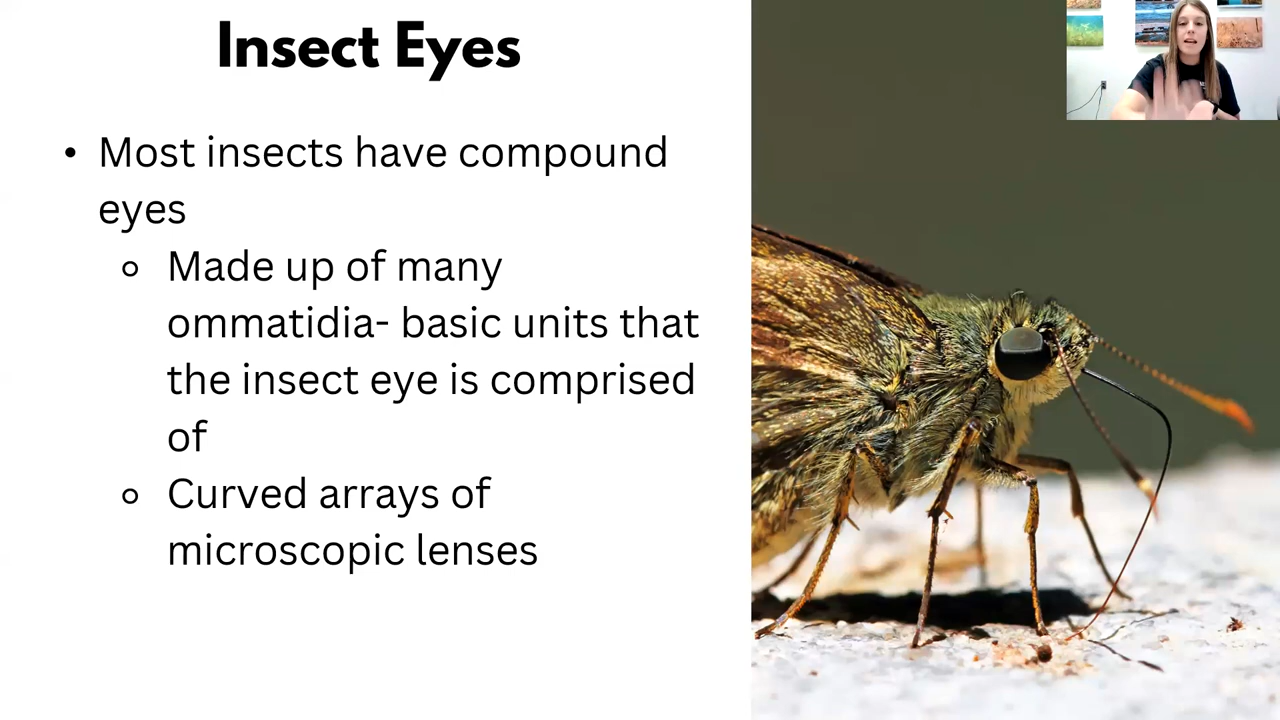 Insect Eyes
• Most insects have compound
eyes
⚬ Made up of many
ommatidia- basic units that
the insect eye is comprised
of
⚬ Curved arrays of
microscopic lenses